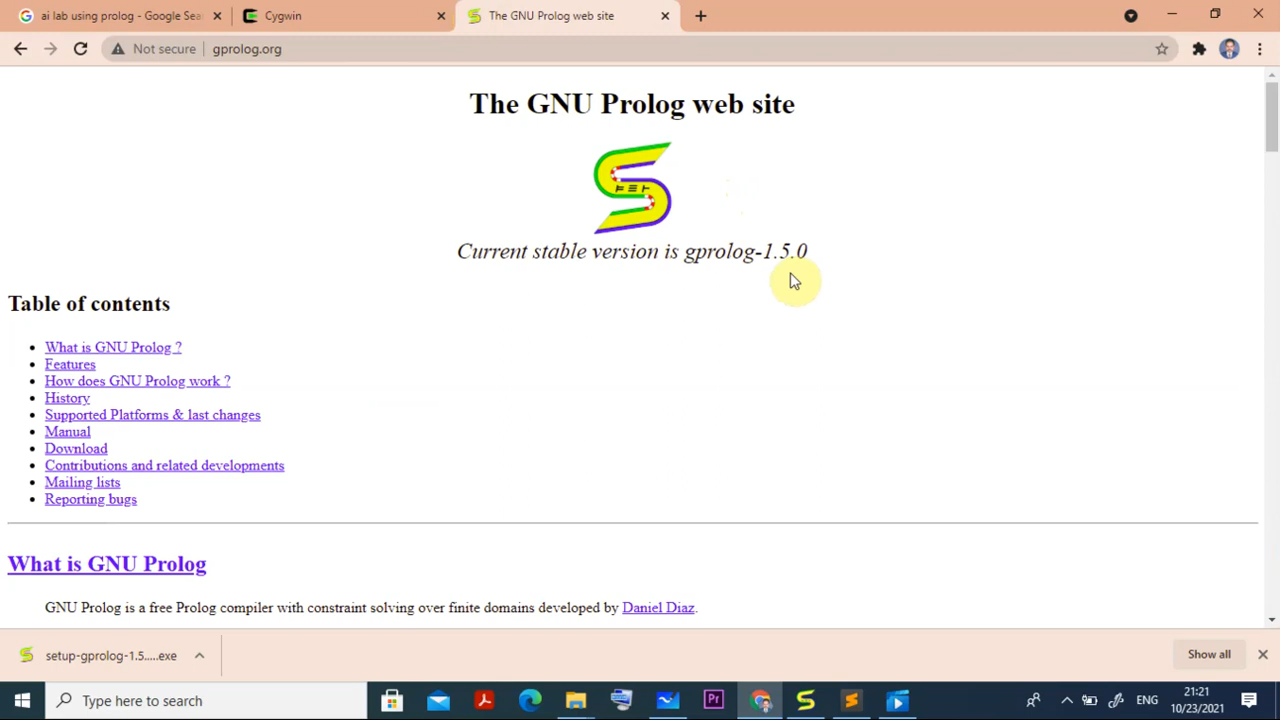 ai lab using prolog - Google Sea
Cygwin
The GNU Prolog web site
Not secure
gprolog.org
The GNU Prolog web site
Current stable version is gprolog-1.5.0
Table of contents
What is GNU Prolog ?
Features
How does GNU Prolog work ?
History
Supported Platforms & last changes
Manual
Download
Contributions and related developments
Mailing lists
Reporting bugs
What is GNU Prolog
GNU Prolog is a free Prolog compiler with constraint solving over finite domains developed by Daniel Diaz.
setup-gprolog-1.5.....exe
Show all
Type here to search
Pr
ENG
21:21
10/23/2021